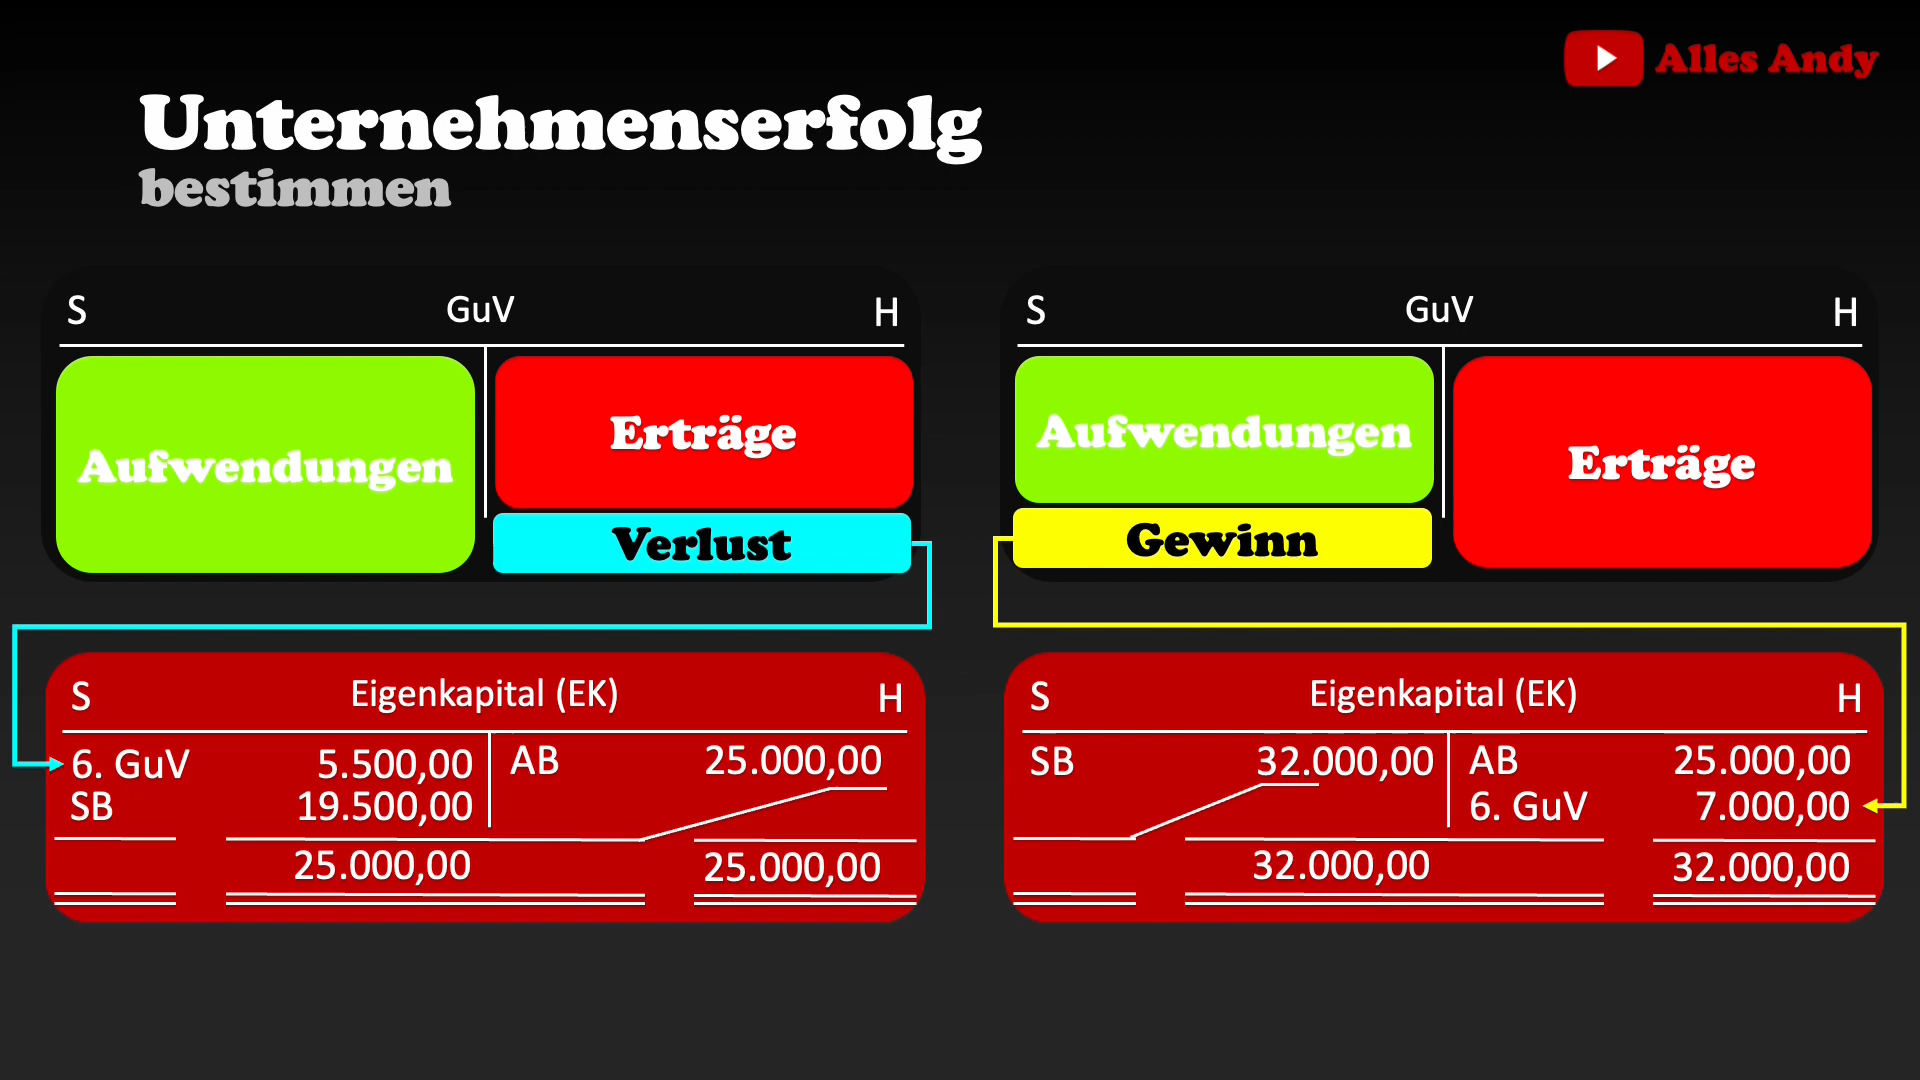 Alles Andy
Unternehmenserfolg
bestimmen
S GuV H
Aufwendungen Erträge
Verlust
S GuV H
Aufwendungen Erträge
Gewinn
S Eigenkapital (EK) H
6. GuV 5.500,00 AB 25.000,00
SB 19.500,00
25.000,00 25.000,00
S Eigenkapital (EK) H
SB 32.000,00 AB 25.000,00
6. GuV 7.000,00
32.000,00 32.000,00